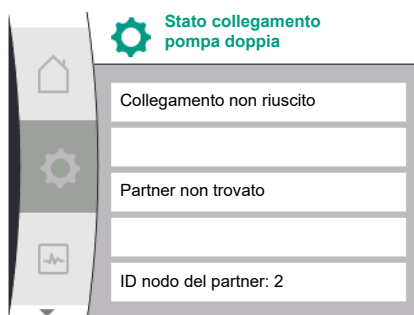 Stato collegamento
pompa doppia
Collegamento non riuscito
Partner non trovato
ID nodo del partner: 2